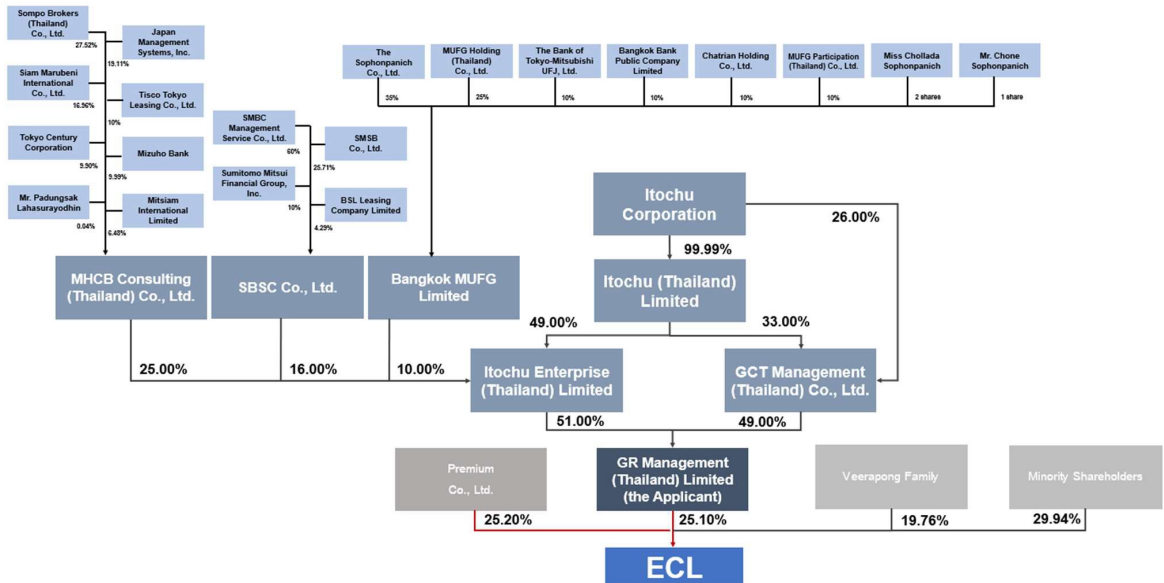 Sompo Brokers
(Thailand)
Co., Ltd.
27.52%
Japan
Management
Systems, Inc.
19.11%
Siam Marubeni
International
Co., Ltd.
16.96%
Tisco Tokyo
Leasing Co., Ltd.
10%
Tokyo Century
Corporation
9.90%
Mizuho Bank
9.99%
Mr. Padungsak
Lahasurayodhin
0.04%
Mitsiam
International
Limited
6.48%
SMBC
Management
Service Co., Ltd.
60%
SMSB
Co., Ltd.
25.71%
Sumitomo Mitsui
Financial Group,
Inc.
10%
BSL Leasing
Company Limited
4.29%
The
Sophonpanich
Co., Ltd.
35%
MUFG Holding
(Thailand)
Co., Ltd.
25%
The Bank of
Tokyo-Mitsubishi
UFJ, Ltd.
10%
Bangkok Bank
Public Company
Limited
10%
Chatrian Holding
Co., Ltd.
10%
MUFG Participation
(Thailand) Co., Ltd.
10%
Miss Chollada
Sophonpanich
2 shares
Mr. Chone
Sophonpanich
1 share
Itochu
Corporation
26.00%
99.99%
MHCB Consulting
(Thailand) Co., Ltd.
SBSC Co., Ltd.
Bangkok MUFG
Limited
Itochu (Thailand)
Limited
49.00%
33.00%
25.00%
16.00%
10.00%
Itochu Enterprise
(Thailand) Limited
GCT Management
(Thailand) Co., Ltd.
51.00%
49.00%
Premium
Co., Ltd.
GR Management
(Thailand) Limited
(the Applicant)
Veerapong Family
Minority Shareholders
25.20%
25.10%
19.76%
29.94%
ECL